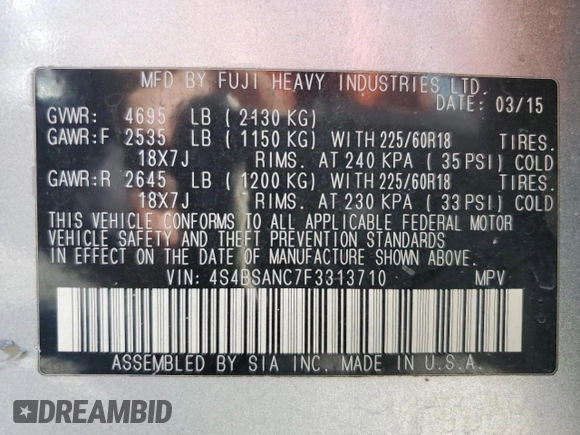 MFD BY FUJI HEAVY INDUSTRIES LTD.
DATE: 03/15
GVWR: 4695 LB (2130 KG)
GAWR:F 2535 LB (1150 KG) WITH 225/60R18 TIRES.
18X7J RIMS. AT 240 KPA (35 PSI) COLD
GAWR:R 2645 LB (1200 KG) WITH 225/60R18 TIRES.
18X7J RIMS. AT 230 KPA (33 PSI) COLD
THIS VEHICLE CONFORMS TO ALL APPLICABLE FEDERAL MOTOR
VEHICLE SAFETY AND THEFT PREVENTION STANDARDS
IN EFFECT ON THE DATE OF MANUFACTURE SHOWN ABOVE.
VIN: 4S4BSANC7F3313710 MPV
ASSEMBLED BY SIA INC. MADE IN U.S.A.
DREAMBID